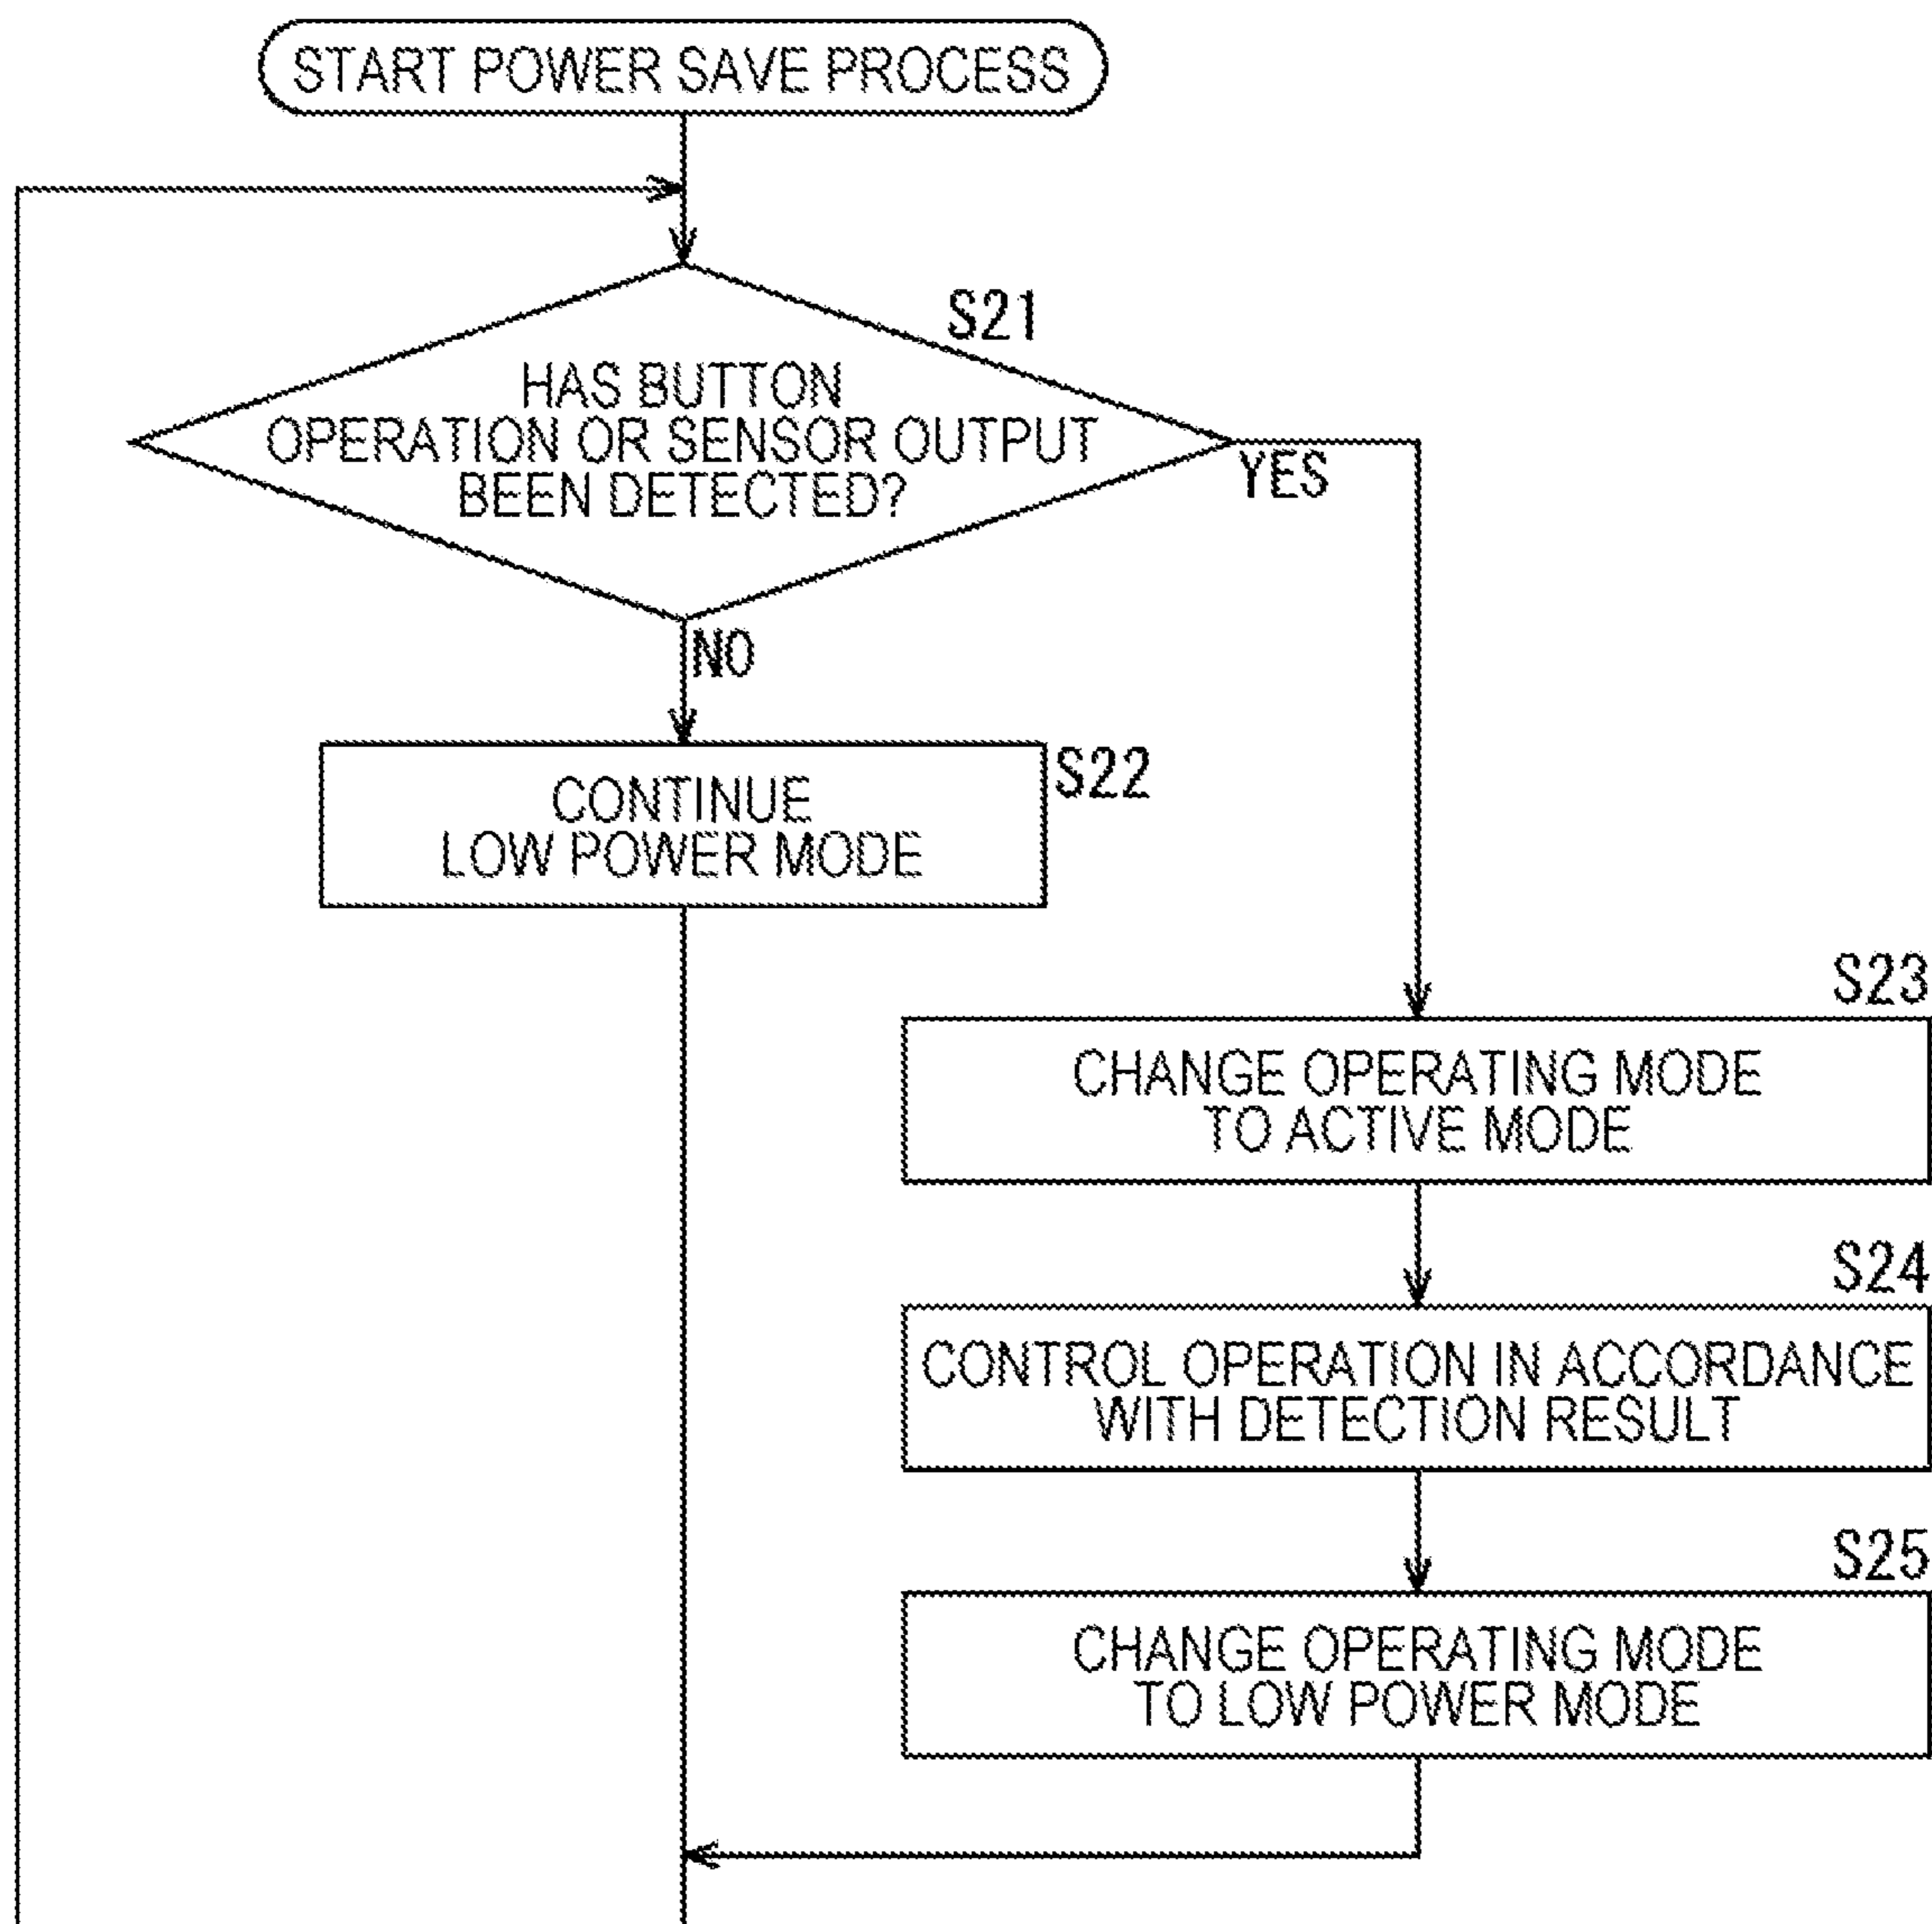 START POWER SAVE PROCESS
S21
HAS BUTTON
OPERATION OR SENSOR OUTPUT
BEEN DETECTED?
YES
NO
S22
CONTINUE
LOW POWER MODE
S23
CHANGE OPERATING MODE
TO ACTIVE MODE
S24
CONTROL OPERATION IN ACCORDANCE
WITH DETECTION RESULT
S25
CHANGE OPERATING MODE
TO LOW POWER MODE